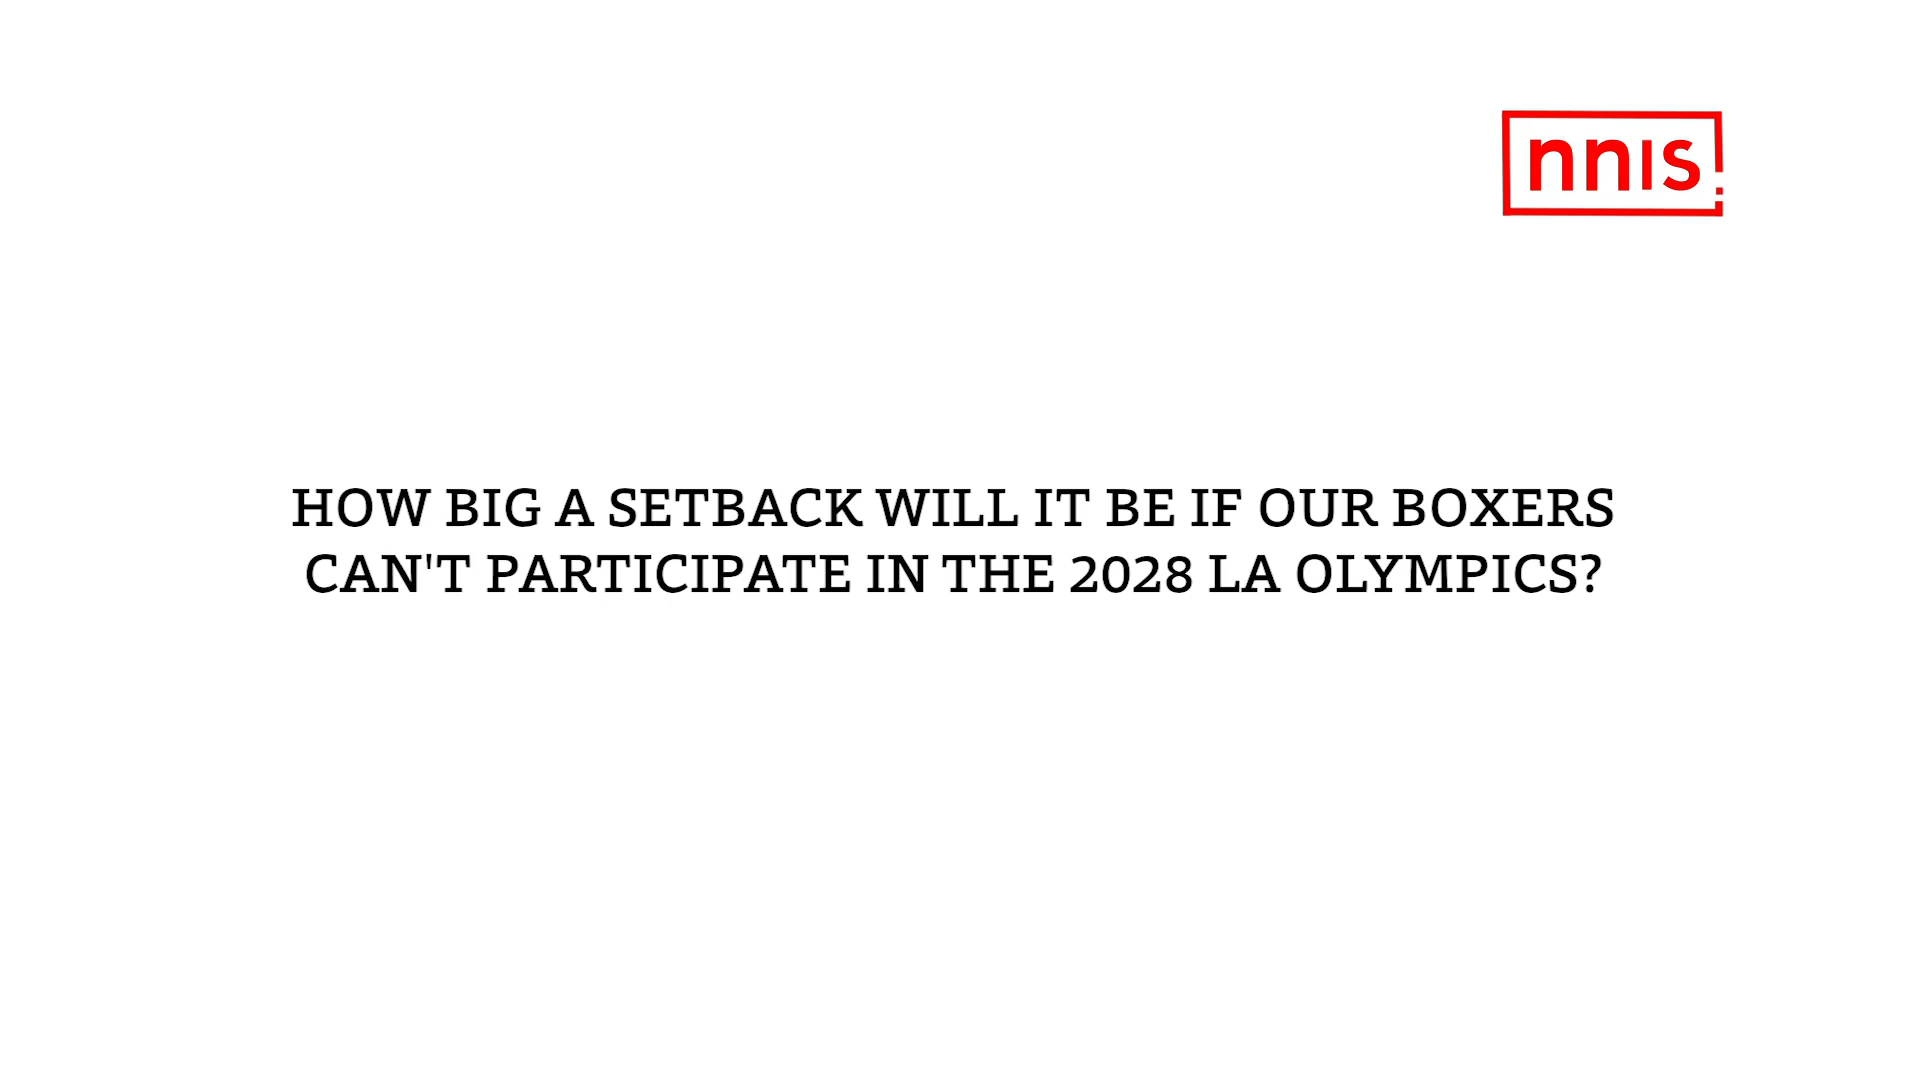 nnis
HOW BIG A SETBACK WILL IT BE IF OUR BOXERS
CAN'T PARTICIPATE IN THE 2028 LA OLYMPICS?